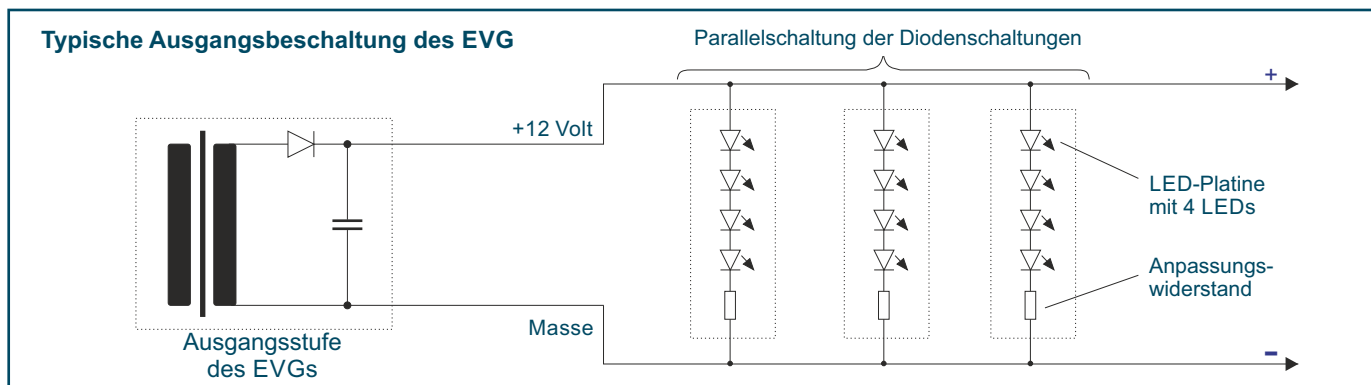 Typische Ausgangsbeschaltung des EVG
Parallelschaltung der Diodenschaltungen
+
+12 Volt
LED-Platine
mit 4 LEDs
Anpassungs-
widerstand
Masse
Ausgangsstufe
des EVGs
-